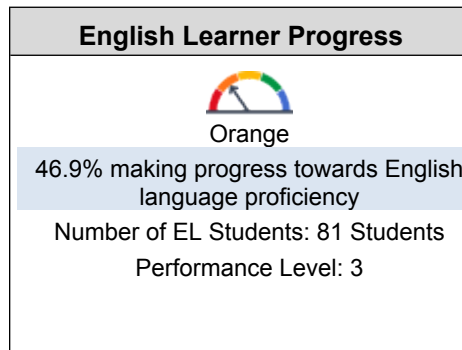 English Learner Progress
Orange
46.9% making progress towards English
language proficiency
Number of EL Students: 81 Students
Performance Level: 3